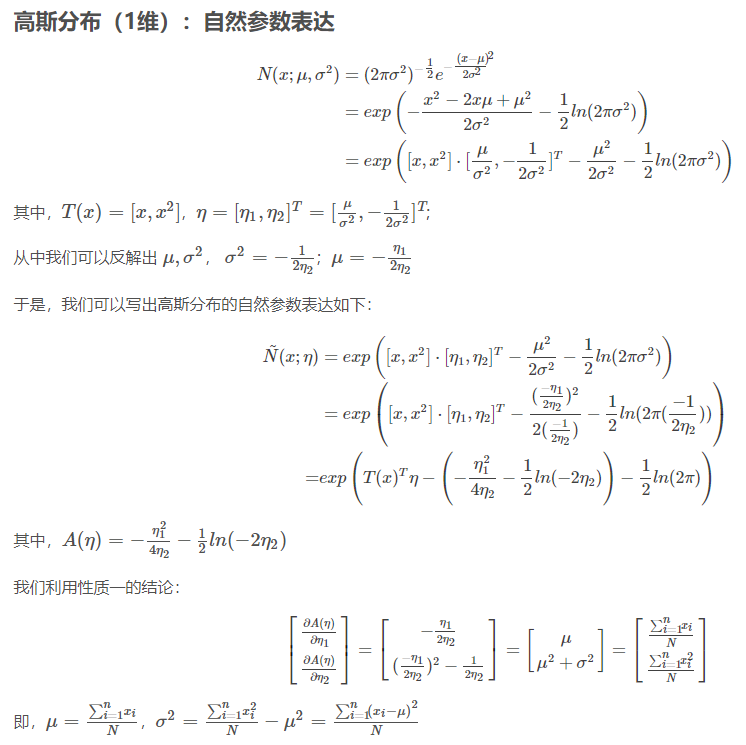 高斯分布（1维）：自然参数表达
$N(x;\mu,\sigma^2) = (2\pi\sigma^2)^{-\frac{1}{2}} e^{-\frac{(x-\mu)^2}{2\sigma^2}}$
$= exp\left(-\frac{x^2-2x\mu+\mu^2}{2\sigma^2} - \frac{1}{2}ln(2\pi\sigma^2)\right)$
$= exp\left([x,x^2]\cdot[\frac{\mu}{\sigma^2},-\frac{1}{2\sigma^2}]^T - \frac{\mu^2}{2\sigma^2} - \frac{1}{2}ln(2\pi\sigma^2)\right)$
其中，$T(x)=[x,x^2]$，$\eta=[\eta_1,\eta_2]^T=[\frac{\mu}{\sigma^2},-\frac{1}{2\sigma^2}]^T$;
从中我们可以反解出 $\mu,\sigma^2$， $\sigma^2=-\frac{1}{2\eta_2}$；$\mu=-\frac{\eta_1}{2\eta_2}$
于是，我们可以写出高斯分布的自然参数表达如下：
$\tilde{N}(x;\eta) = exp\left([x,x^2]\cdot[\eta_1,\eta_2]^T - \frac{\mu^2}{2\sigma^2} - \frac{1}{2}ln(2\pi\sigma^2)\right)$
$= exp\left([x,x^2]\cdot[\eta_1,\eta_2]^T - \frac{(\frac{-\eta_1}{2\eta_2})^2}{2(\frac{-1}{2\eta_2})} - \frac{1}{2}ln(2\pi(\frac{-1}{2\eta_2}))\right)$
$=exp\left(T(x)^T\eta - \left(-\frac{\eta_1^2}{4\eta_2} - \frac{1}{2}ln(-2\eta_2)\right) - \frac{1}{2}ln(2\pi)\right)$
其中，$A(\eta)=-\frac{\eta_1^2}{4\eta_2}-\frac{1}{2}ln(-2\eta_2)$
我们利用性质一的结论：
$\begin{bmatrix}\frac{\partial A(\eta)}{\partial\eta_1}\\\frac{\partial A(\eta)}{\partial\eta_2}\end{bmatrix} = \begin{bmatrix}-\frac{\eta_1}{2\eta_2}\\(\frac{-\eta_1}{2\eta_2})^2-\frac{1}{2\eta_2}\end{bmatrix} = \begin{bmatrix}\mu\\\mu^2+\sigma^2\end{bmatrix} = \begin{bmatrix}\frac{\sum_{i=1}^n x_i}{N}\\\frac{\sum_{i=1}^n x_i^2}{N}\end{bmatrix}$
即，$\mu=\frac{\sum_{i=1}^n x_i}{N}$，$\sigma^2=\frac{\sum_{i=1}^n x_i^2}{N}-\mu^2=\frac{\sum_{i=1}^n (x_i-\mu)^2}{N}$